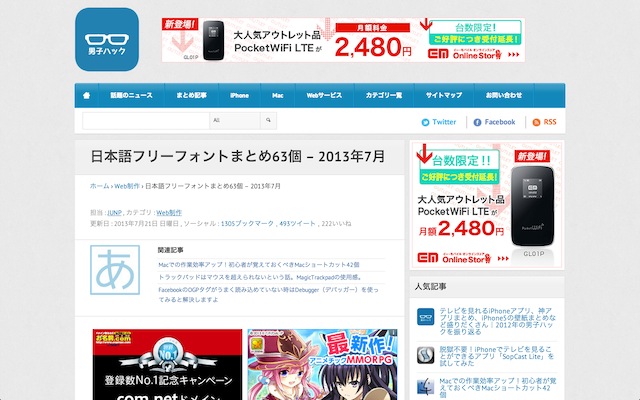 男子ハック
新登場!
GL01P
大人気アウトレット品
PocketWiFi LTEが
月額料金
2,480円
台数限定!
ご好評につき受付延長!
EM
Online Store
話題のニュース
まとめ記事
iPhone
Mac
Webサービス
カテゴリ一覧
サイトマップ
お問い合わせ
All
Twitter
Facebook
RSS
日本語フリーフォントまとめ63個 – 2013年7月
ホーム › Web制作 › 日本語フリーフォントまとめ63個 – 2013年7月
担当 : JUNP , カテゴリ : Web制作
更新日 : 2013年7月21日 日曜日 , ソーシャル : 1305ブックマーク , 493ツイート , 222いいね
あ
関連記事
Macでの作業効率アップ！初心者が覚えておくべきMacショートカット42個
トラックパッドはマウスを超えられないという話。MagicTrackpadの使用感。
FacebookのOGPタグがうまく読み込めていない時はDebugger（デバッガー）を使っ
てみると解決しますよ
お名前.com
No.1
登録数No.1記念キャンペーン
com.netドメイン
最新作!
アニメチック
MMORPG
台数限定!!
ご好評につき受付延長!
新登場!
大人気アウトレット品
PocketWiFi LTEが
月額 2,480円
EM
Online Store
GL01P
人気記事
テレビを見れるiPhoneアプリ、神ア
プリまとめ、iPhone5の壁紙まとめな
ど盛りだくさん｜2012年の男子ハッ
クを振り返る
脱獄不要！iPhoneでテレビを見るこ
とができるアプリ「SopCast Lite」を
試してみた
Macでの作業効率アップ！初心者が覚
えておくべきMacショートカット42
個